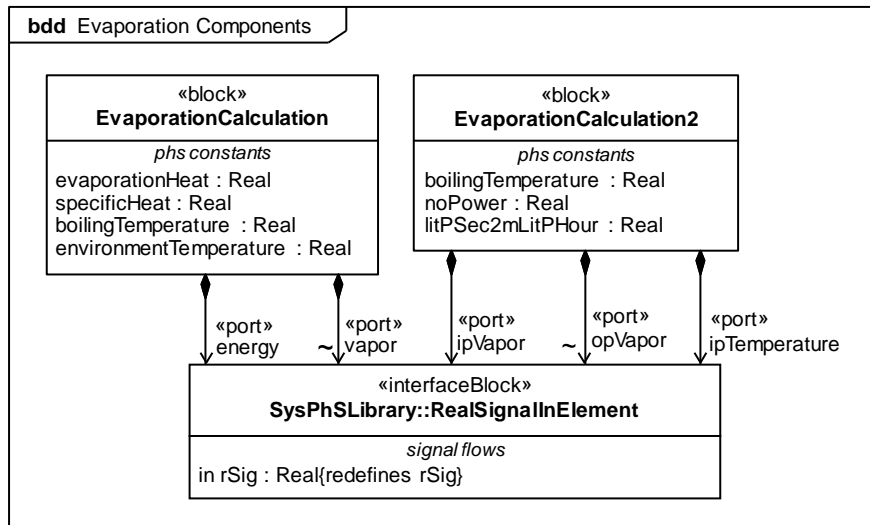 bdd Evaporation Components
«block»
EvaporationCalculation
phs constants
evaporationHeat : Real
specificHeat : Real
boilingTemperature : Real
environmentTemperature : Real
«block»
EvaporationCalculation2
phs constants
boilingTemperature : Real
noPower : Real
litPSec2mLitPHour : Real
«port»
energy
~
«port»
vapor
«port»
ipVapor
~
«port»
opVapor
«port»
ipTemperature
«interfaceBlock»
SysPhSLibrary::RealSignalInElement
signal flows
in rSig : Real{redefines rSig}